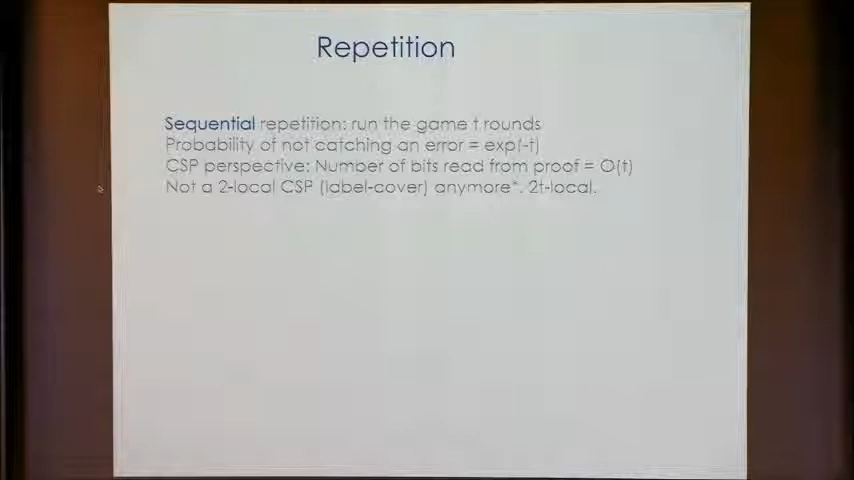 Repetition
Sequential repetition: run the game t rounds
Probability of not catching an error = exp(-t)
CSP perspective: Number of bits read from proof = O(t)
Not a 2-local CSP (label-cover) anymore*. 2t-local.